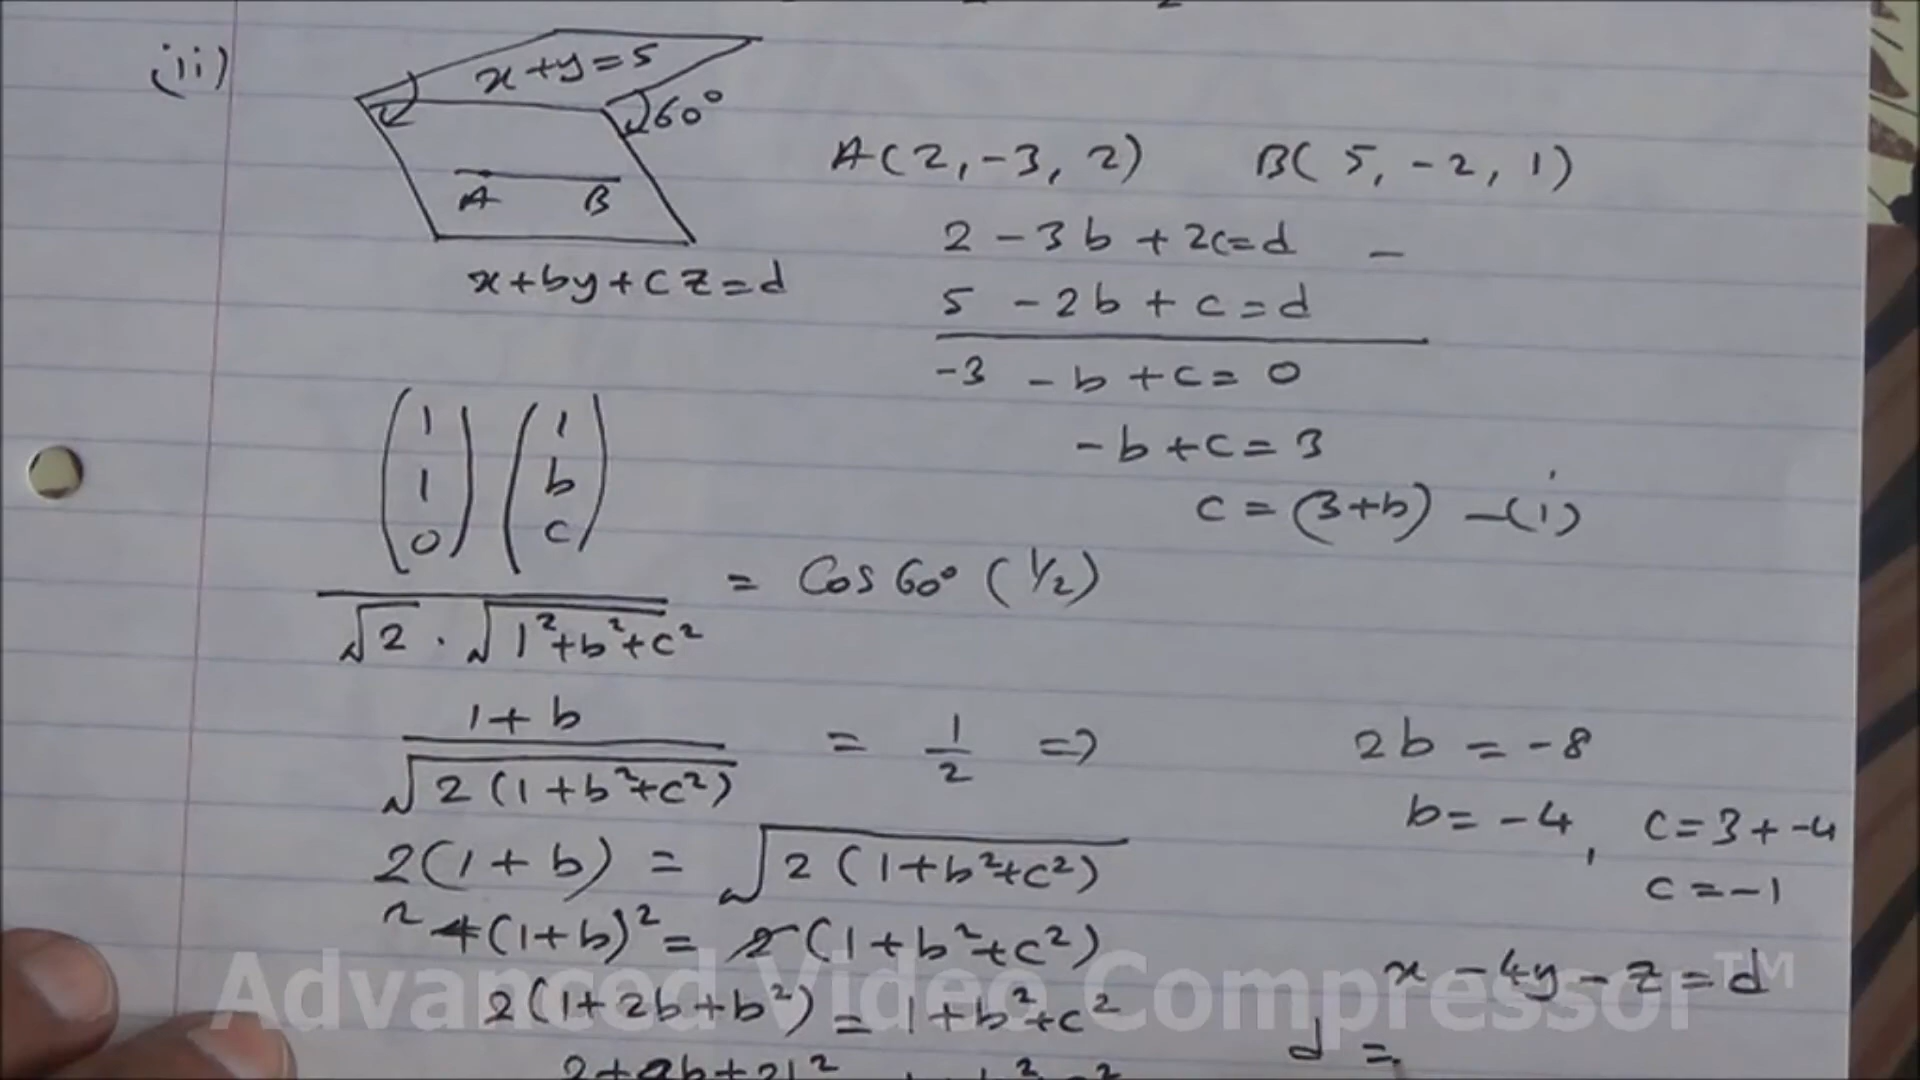 (ii)
x+y=5
60°
A B
x+by+cz=d
A(2,-3, 2) B( 5, -2, 1)
2 - 3b + 2c=d -
5 - 2b + c = d
-3 - b + c = 0
- b + c = 3
c = (3+b) -(i)
(1 1 0) (1 b c)
√2 . √1²+b²+c² = Cos 60° (1/2)
1+ b
√2 (1+b²+c²) = 1/2 =>
2(1+b) = √2 (1+b²+c²)
2 4(1+b)² = 2(1+b²+c²)
2(1+2b+b²) = 1+b²+c²
2b = -8
b= -4, c=3+-4
c=-1
x -4y - z = d
d =
Advanced Video Compressor™